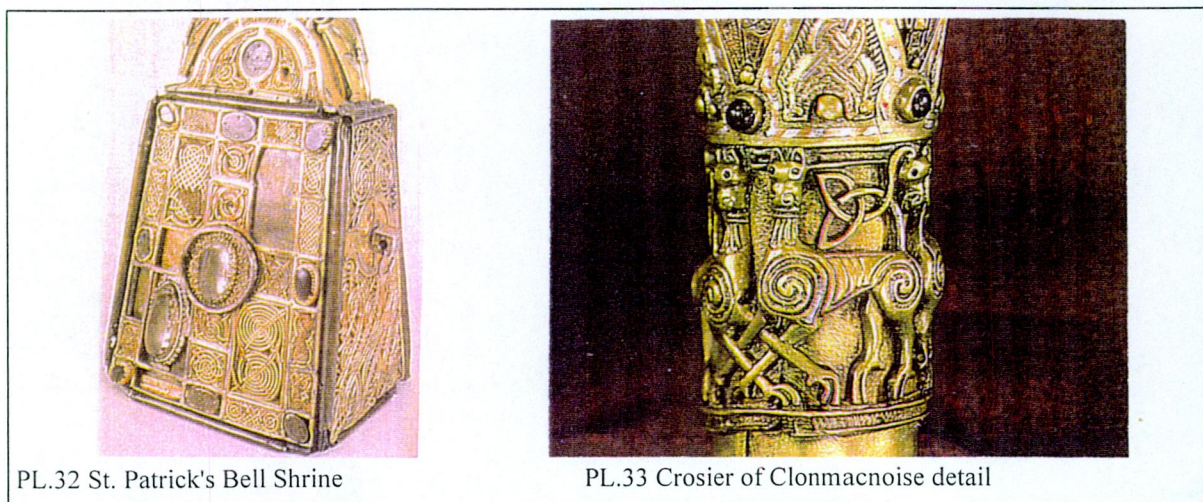 PL.32 St. Patrick's Bell Shrine
PL.33 Crosier of Clonmacnoise detail